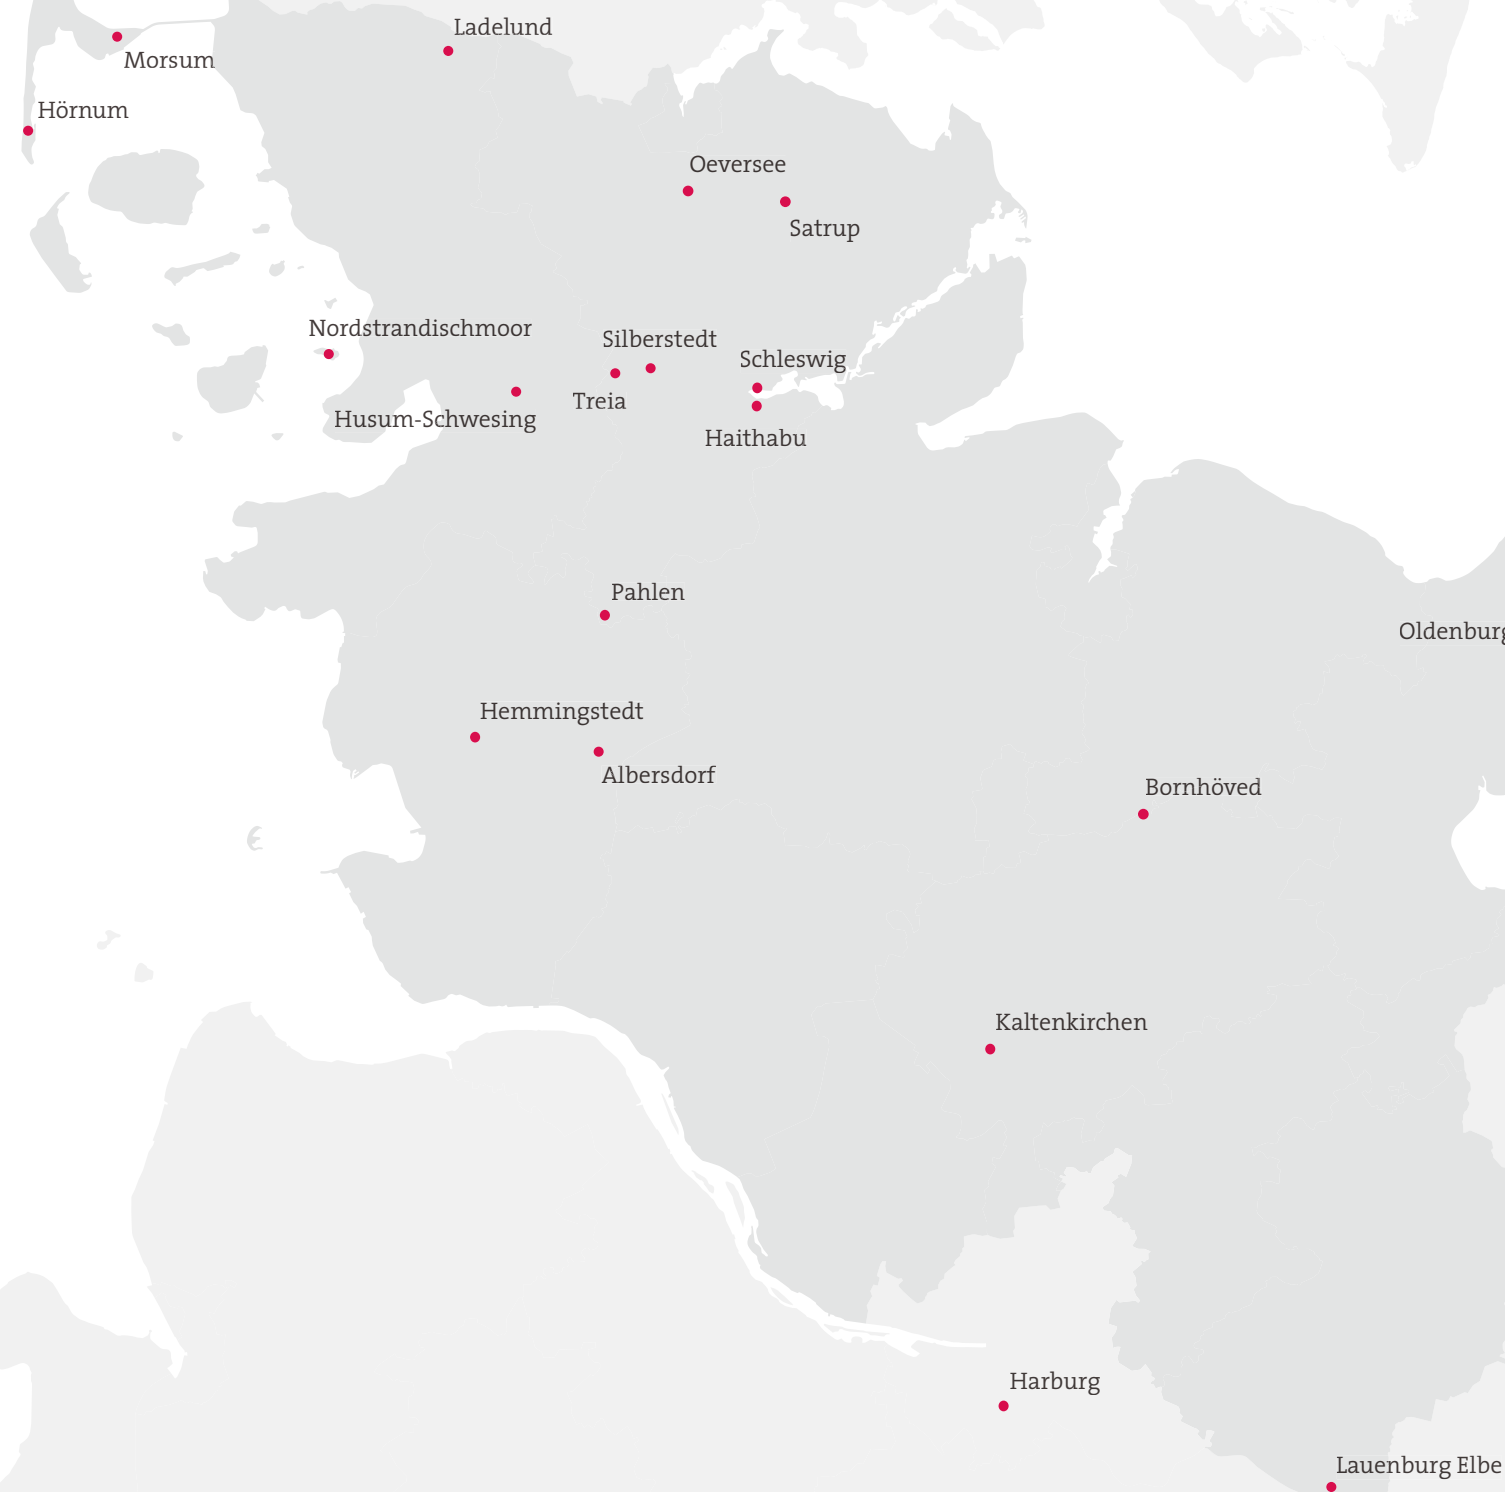 Ladelund
Morsum
Hörnum
Oeversee
Satrup
Nordstrandischmoor
Silberstedt
Schleswig
Treia
Husum-Schwesing
Haithabu
Pahlen
Oldenburg
Hemmingstedt
Albersdorf
Bornhöved
Kaltenkirchen
Harburg
Lauenburg Elbe